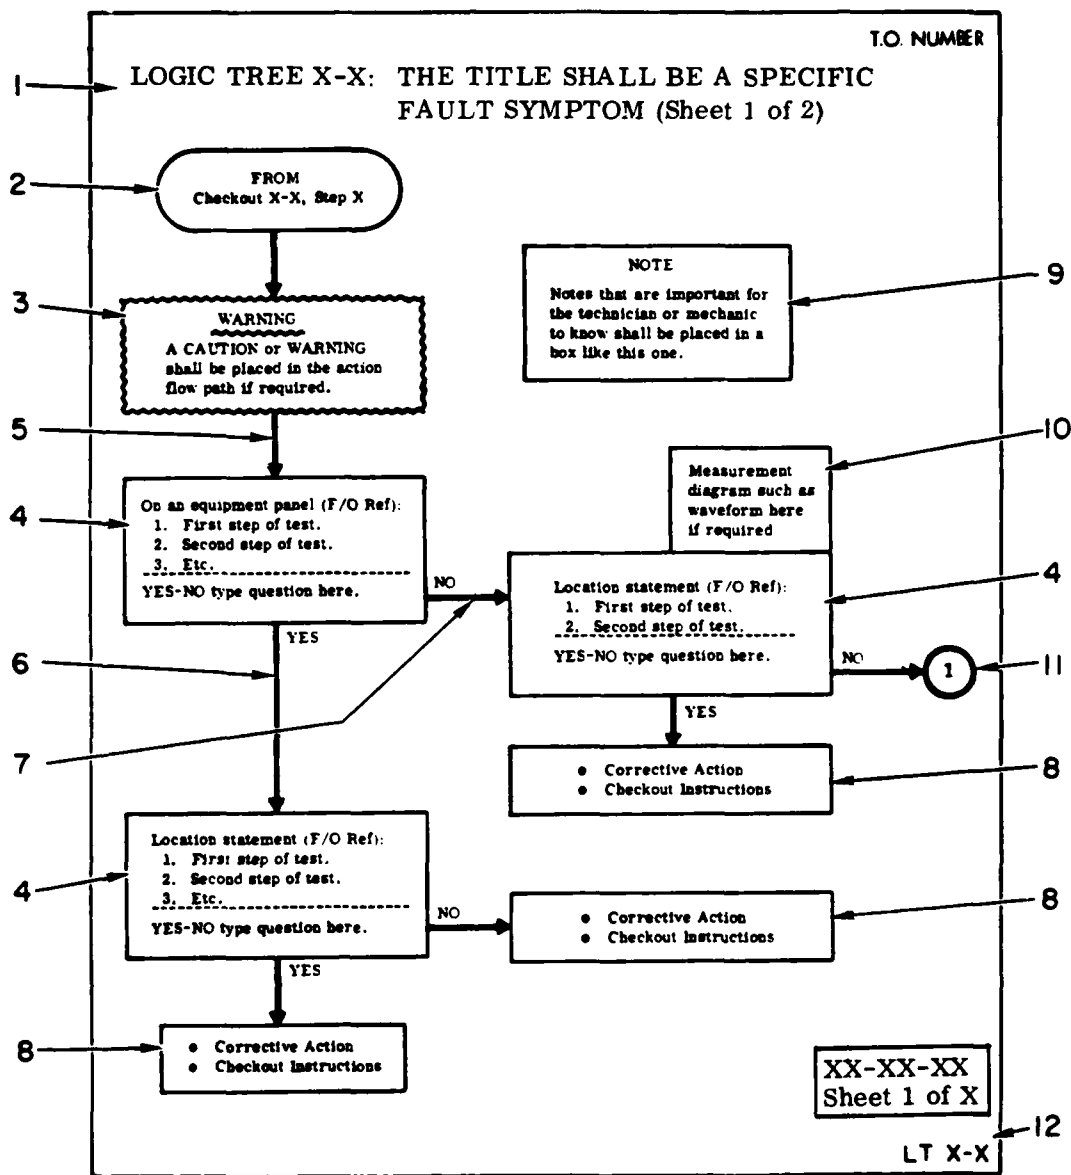 T.O. NUMBER
1
LOGIC TREE X-X: THE TITLE SHALL BE A SPECIFIC
FAULT SYMPTOM (Sheet 1 of 2)
2
FROM
Checkout X-X, Step X
3
WARNING
A CAUTION or WARNING
shall be placed in the action
flow path if required.
NOTE
Notes that are important for
the technician or mechanic
to know shall be placed in a
box like this one.
9
5
10
Measurement
diagram such as
waveform here
if required
4
On an equipment panel (F/O Ref):
1. First step of test.
2. Second step of test.
3. Etc.
YES-NO type question here.
NO
YES
Location statement (F/O Ref):
1. First step of test.
2. Second step of test.
YES-NO type question here.
4
NO
1
11
YES
6
7
• Corrective Action
• Checkout Instructions
8
4
Location statement (F/O Ref):
1. First step of test.
2. Second step of test.
3. Etc.
YES-NO type question here.
NO
YES
• Corrective Action
• Checkout Instructions
8
8
• Corrective Action
• Checkout Instructions
XX-XX-XX
Sheet 1 of X
12
LT X-X